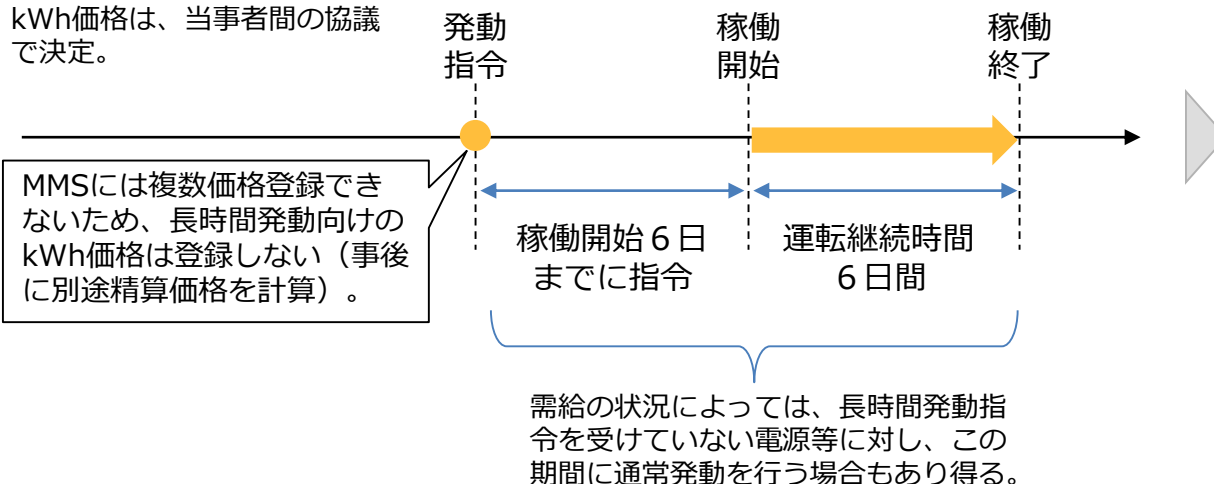 kWh価格は、当事者間の協議
で決定。
発動
指令
稼働
開始
稼働
終了
MMSには複数価格登録でき
ないため、長時間発動向けの
kWh価格は登録しない（事後
に別途精算価格を計算）。
稼働開始６日
までに指令
運転継続時間
６日間
需給の状況によっては、長時間発動指
令を受けていない電源等に対し、この
期間に通常発動を行う場合もあり得る。